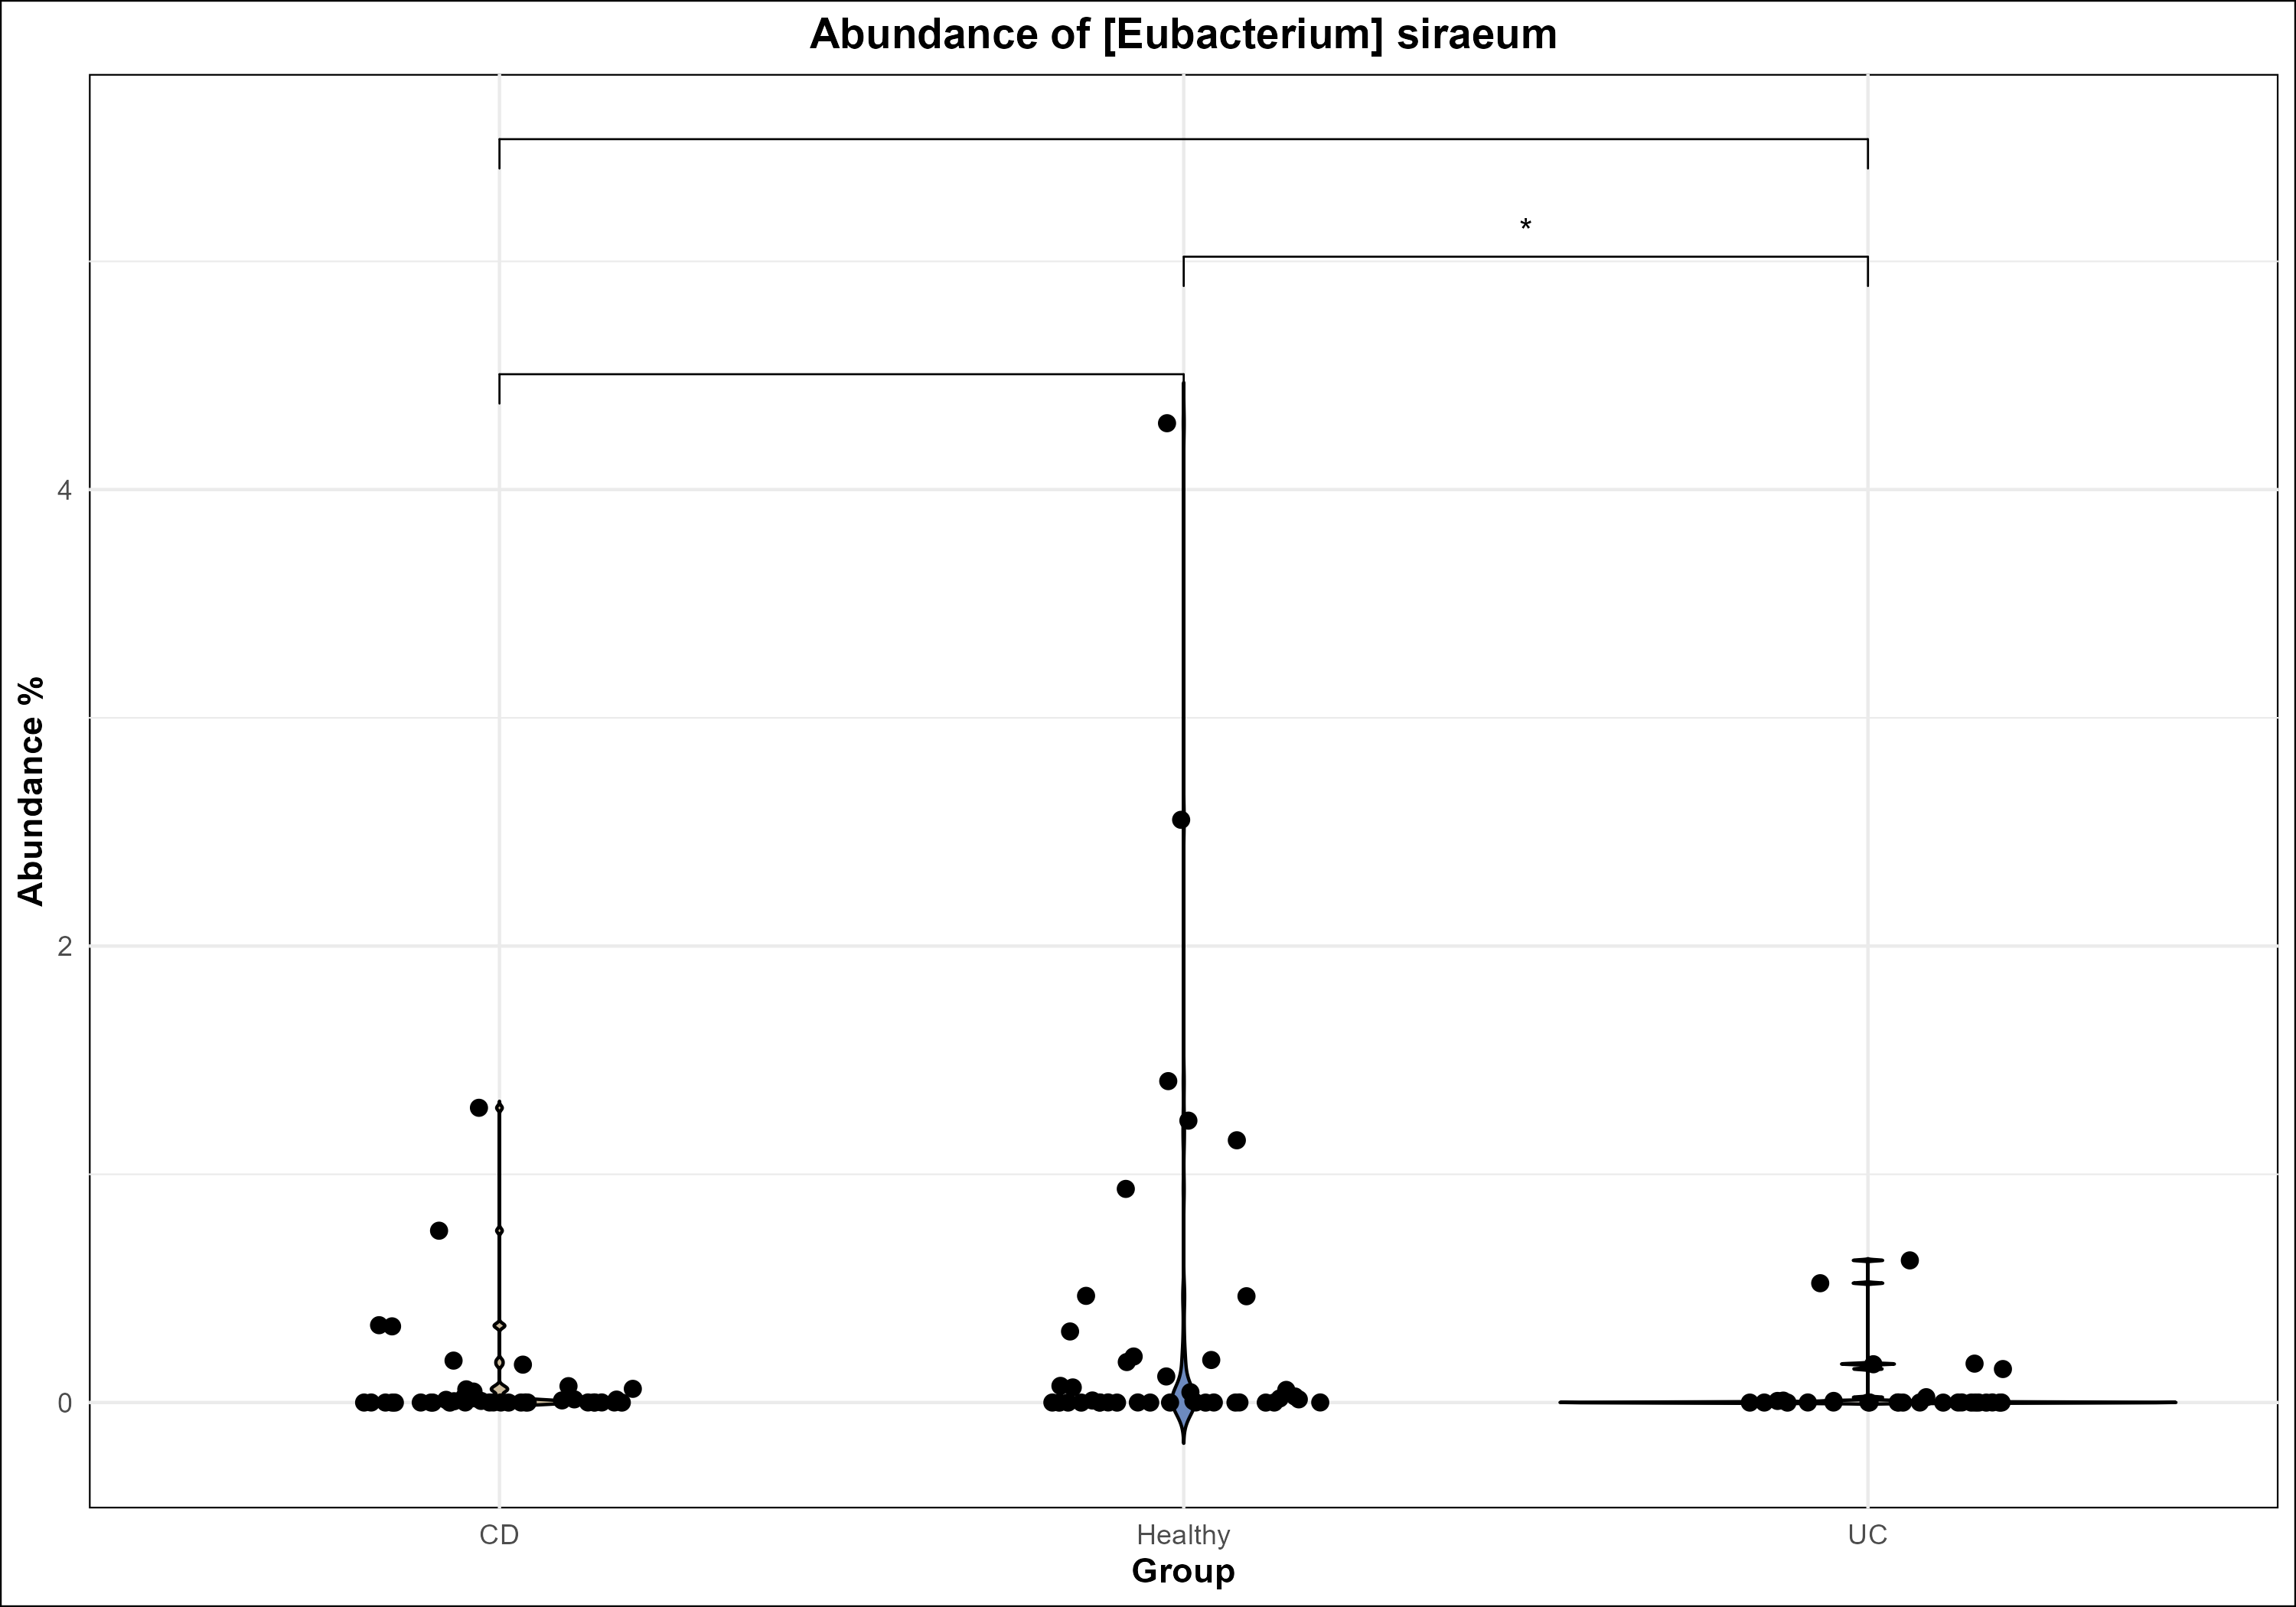 Abundance of [Eubacterium] siraeum
*
4
2
0
Abundance %
CD Healthy UC
Group